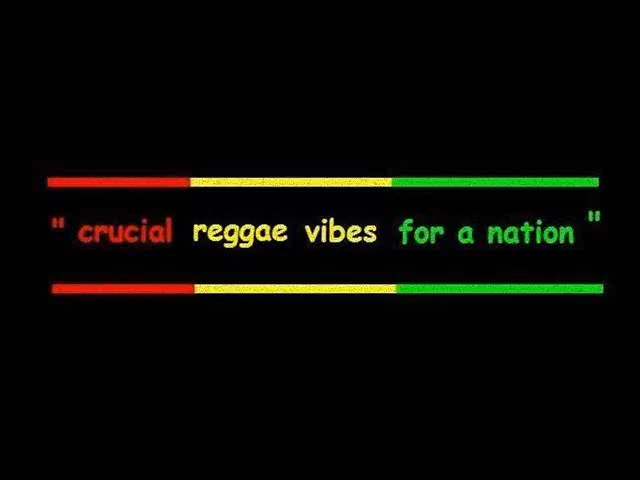 " crucial reggae vibes for a nation "